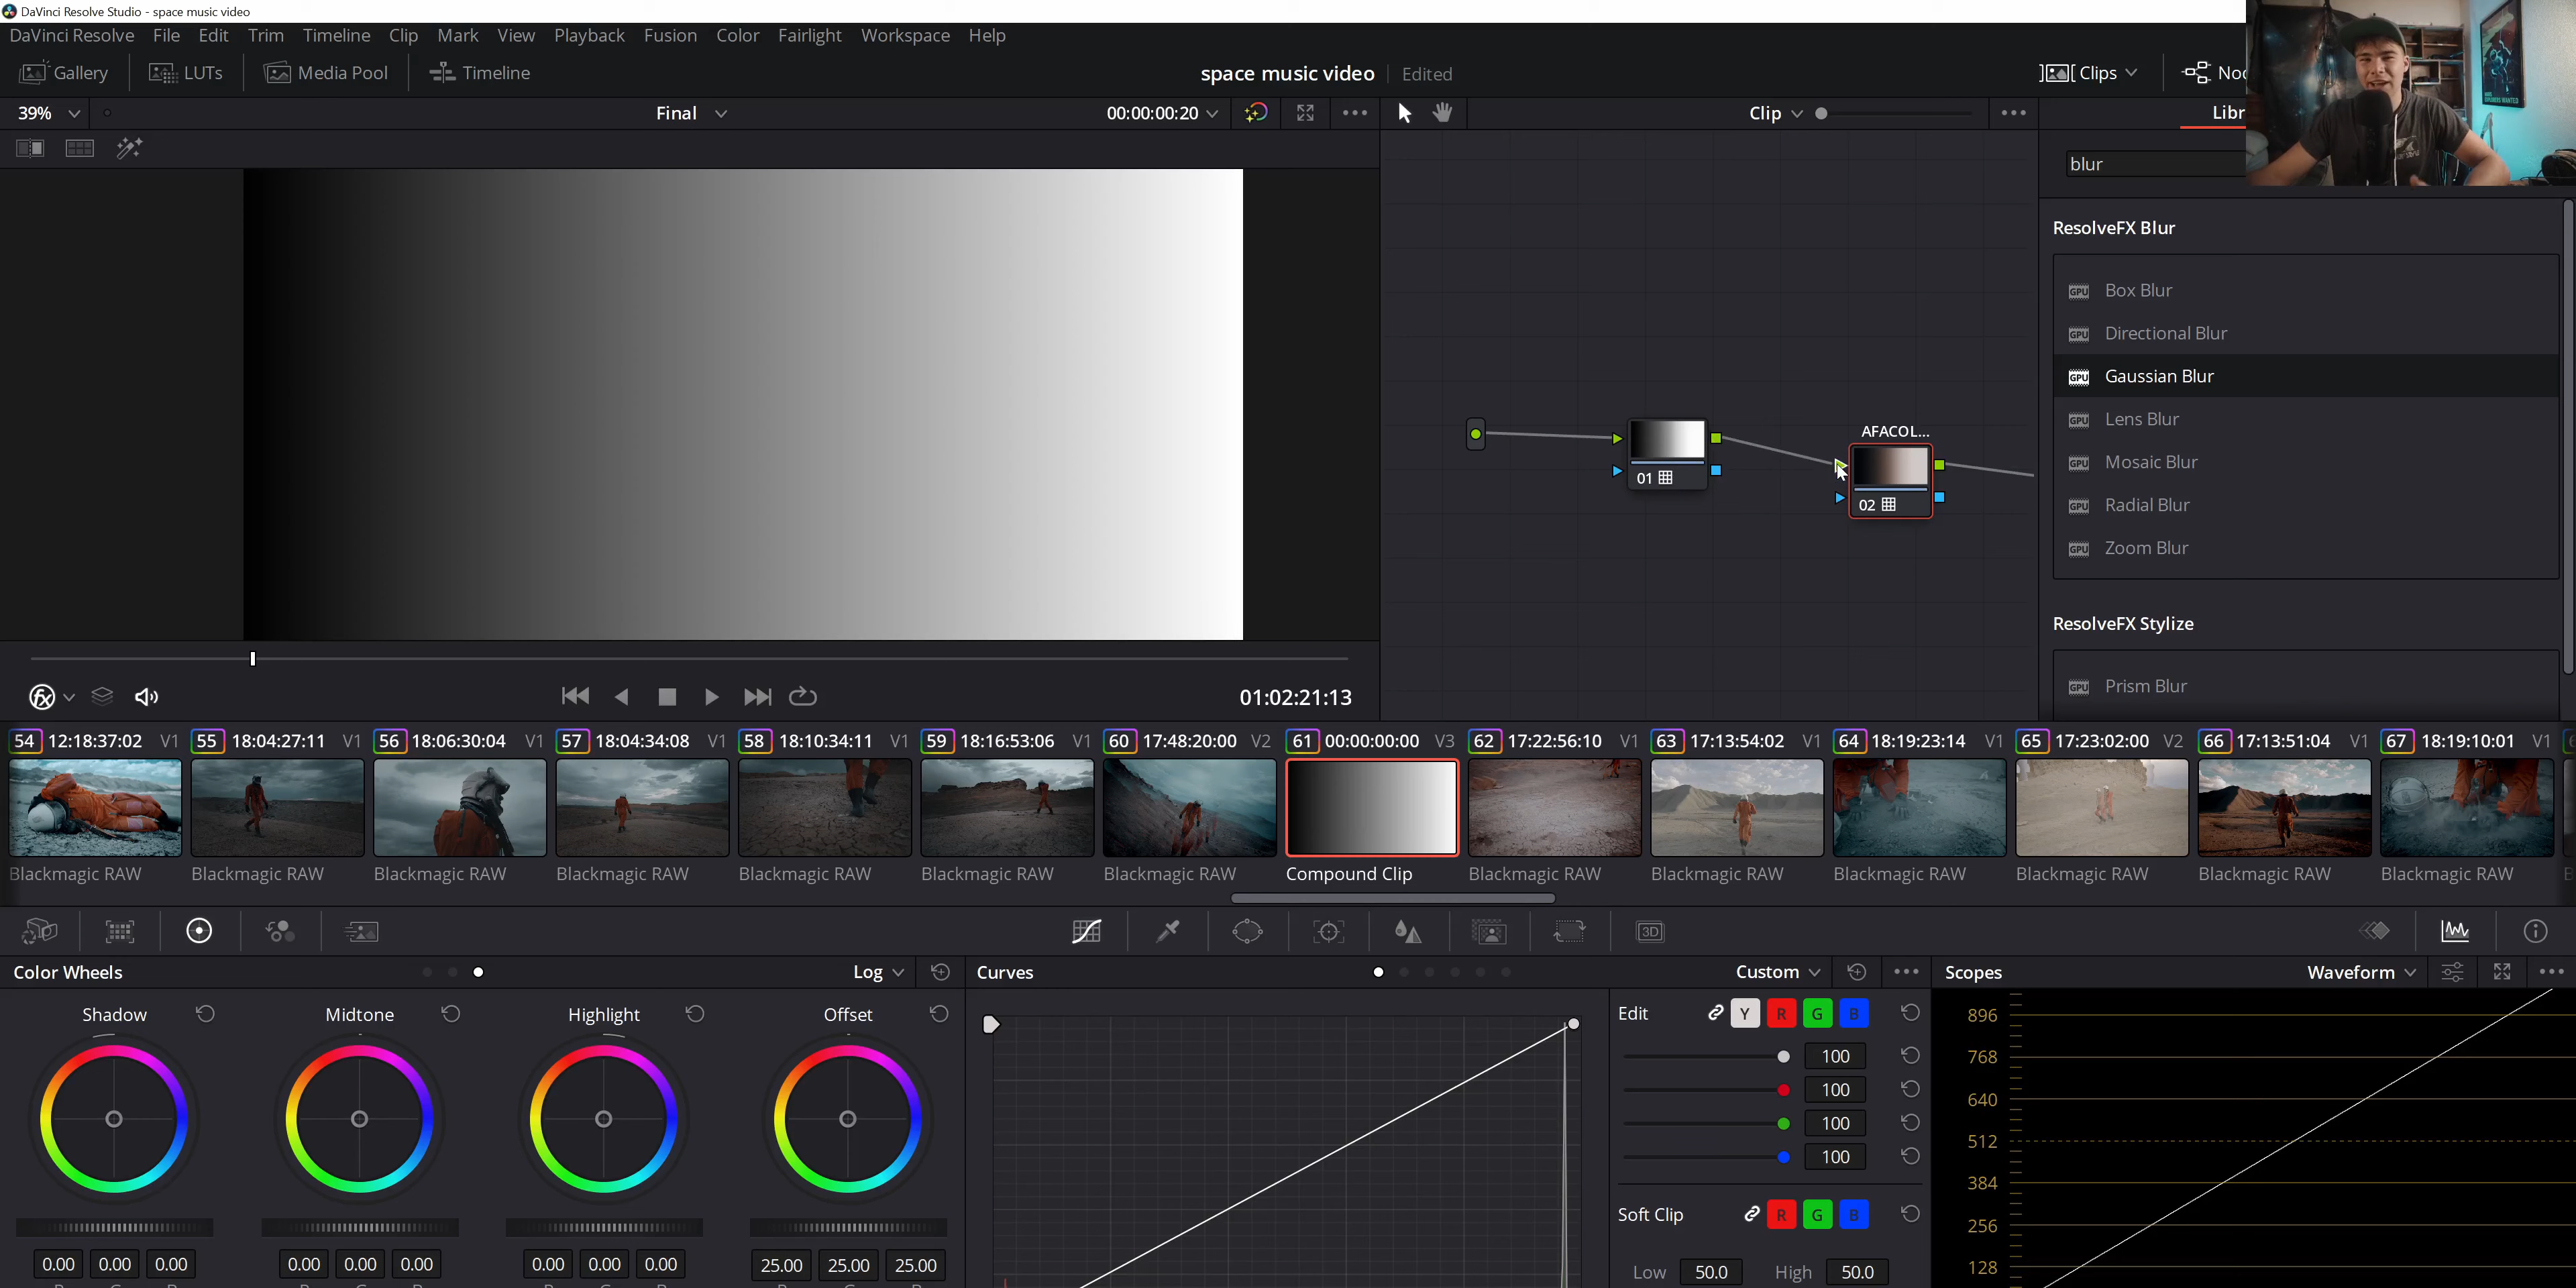 DaVinci Resolve Studio - space music video
DaVinci Resolve File Edit Trim Timeline Clip Mark View Playback Fusion Color Fairlight Workspace Help
Gallery LUTs Media Pool Timeline space music video Edited Clips
39% Final 00:00:00:20 Clip
blur
ResolveFX Blur
GPU Box Blur
GPU Directional Blur
GPU Gaussian Blur
GPU Lens Blur
GPU Mosaic Blur
GPU Radial Blur
GPU Zoom Blur
ResolveFX Stylize
GPU Prism Blur
AFACOL...
01
02
fx 01:02:21:13
54 12:18:37:02 V1 55 18:04:27:11 V1 56 18:06:30:04 V1 57 18:04:34:08 V1 58 18:10:34:11 V1 59 18:16:53:06 V1 60 17:48:20:00 V2 61 00:00:00:00 V3 62 17:22:56:10 V1 63 17:13:54:02 V1 64 18:19:23:14 V1 65 17:23:02:00 V2 66 17:13:51:04 V1 67 18:19:10:01 V1
Blackmagic RAW Blackmagic RAW Blackmagic RAW Blackmagic RAW Blackmagic RAW Blackmagic RAW Blackmagic RAW Compound Clip Blackmagic RAW Blackmagic RAW Blackmagic RAW Blackmagic RAW Blackmagic RAW Blackmagic RAW
3D
Color Wheels Log Curves Custom Scopes Waveform
Shadow Midtone Highlight Offset
0.00 0.00 0.00 0.00 0.00 0.00 0.00 0.00 0.00 25.00 25.00 25.00
Edit Y R G B
100
100
100
100
Soft Clip R G B
Low 50.0 High 50.0
896
768
640
512
384
256
128